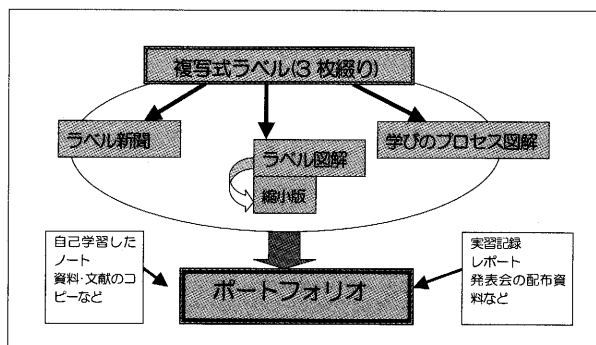 複写式ラベル(3枚綴り)
ラベル新聞
学びのプロセス図解
ラベル図解
縮小版
自己学習した
ノート
資料・文献のコ
ピーなど
ポートフォリオ
実習記録
レポート
発表会の配布資
料など